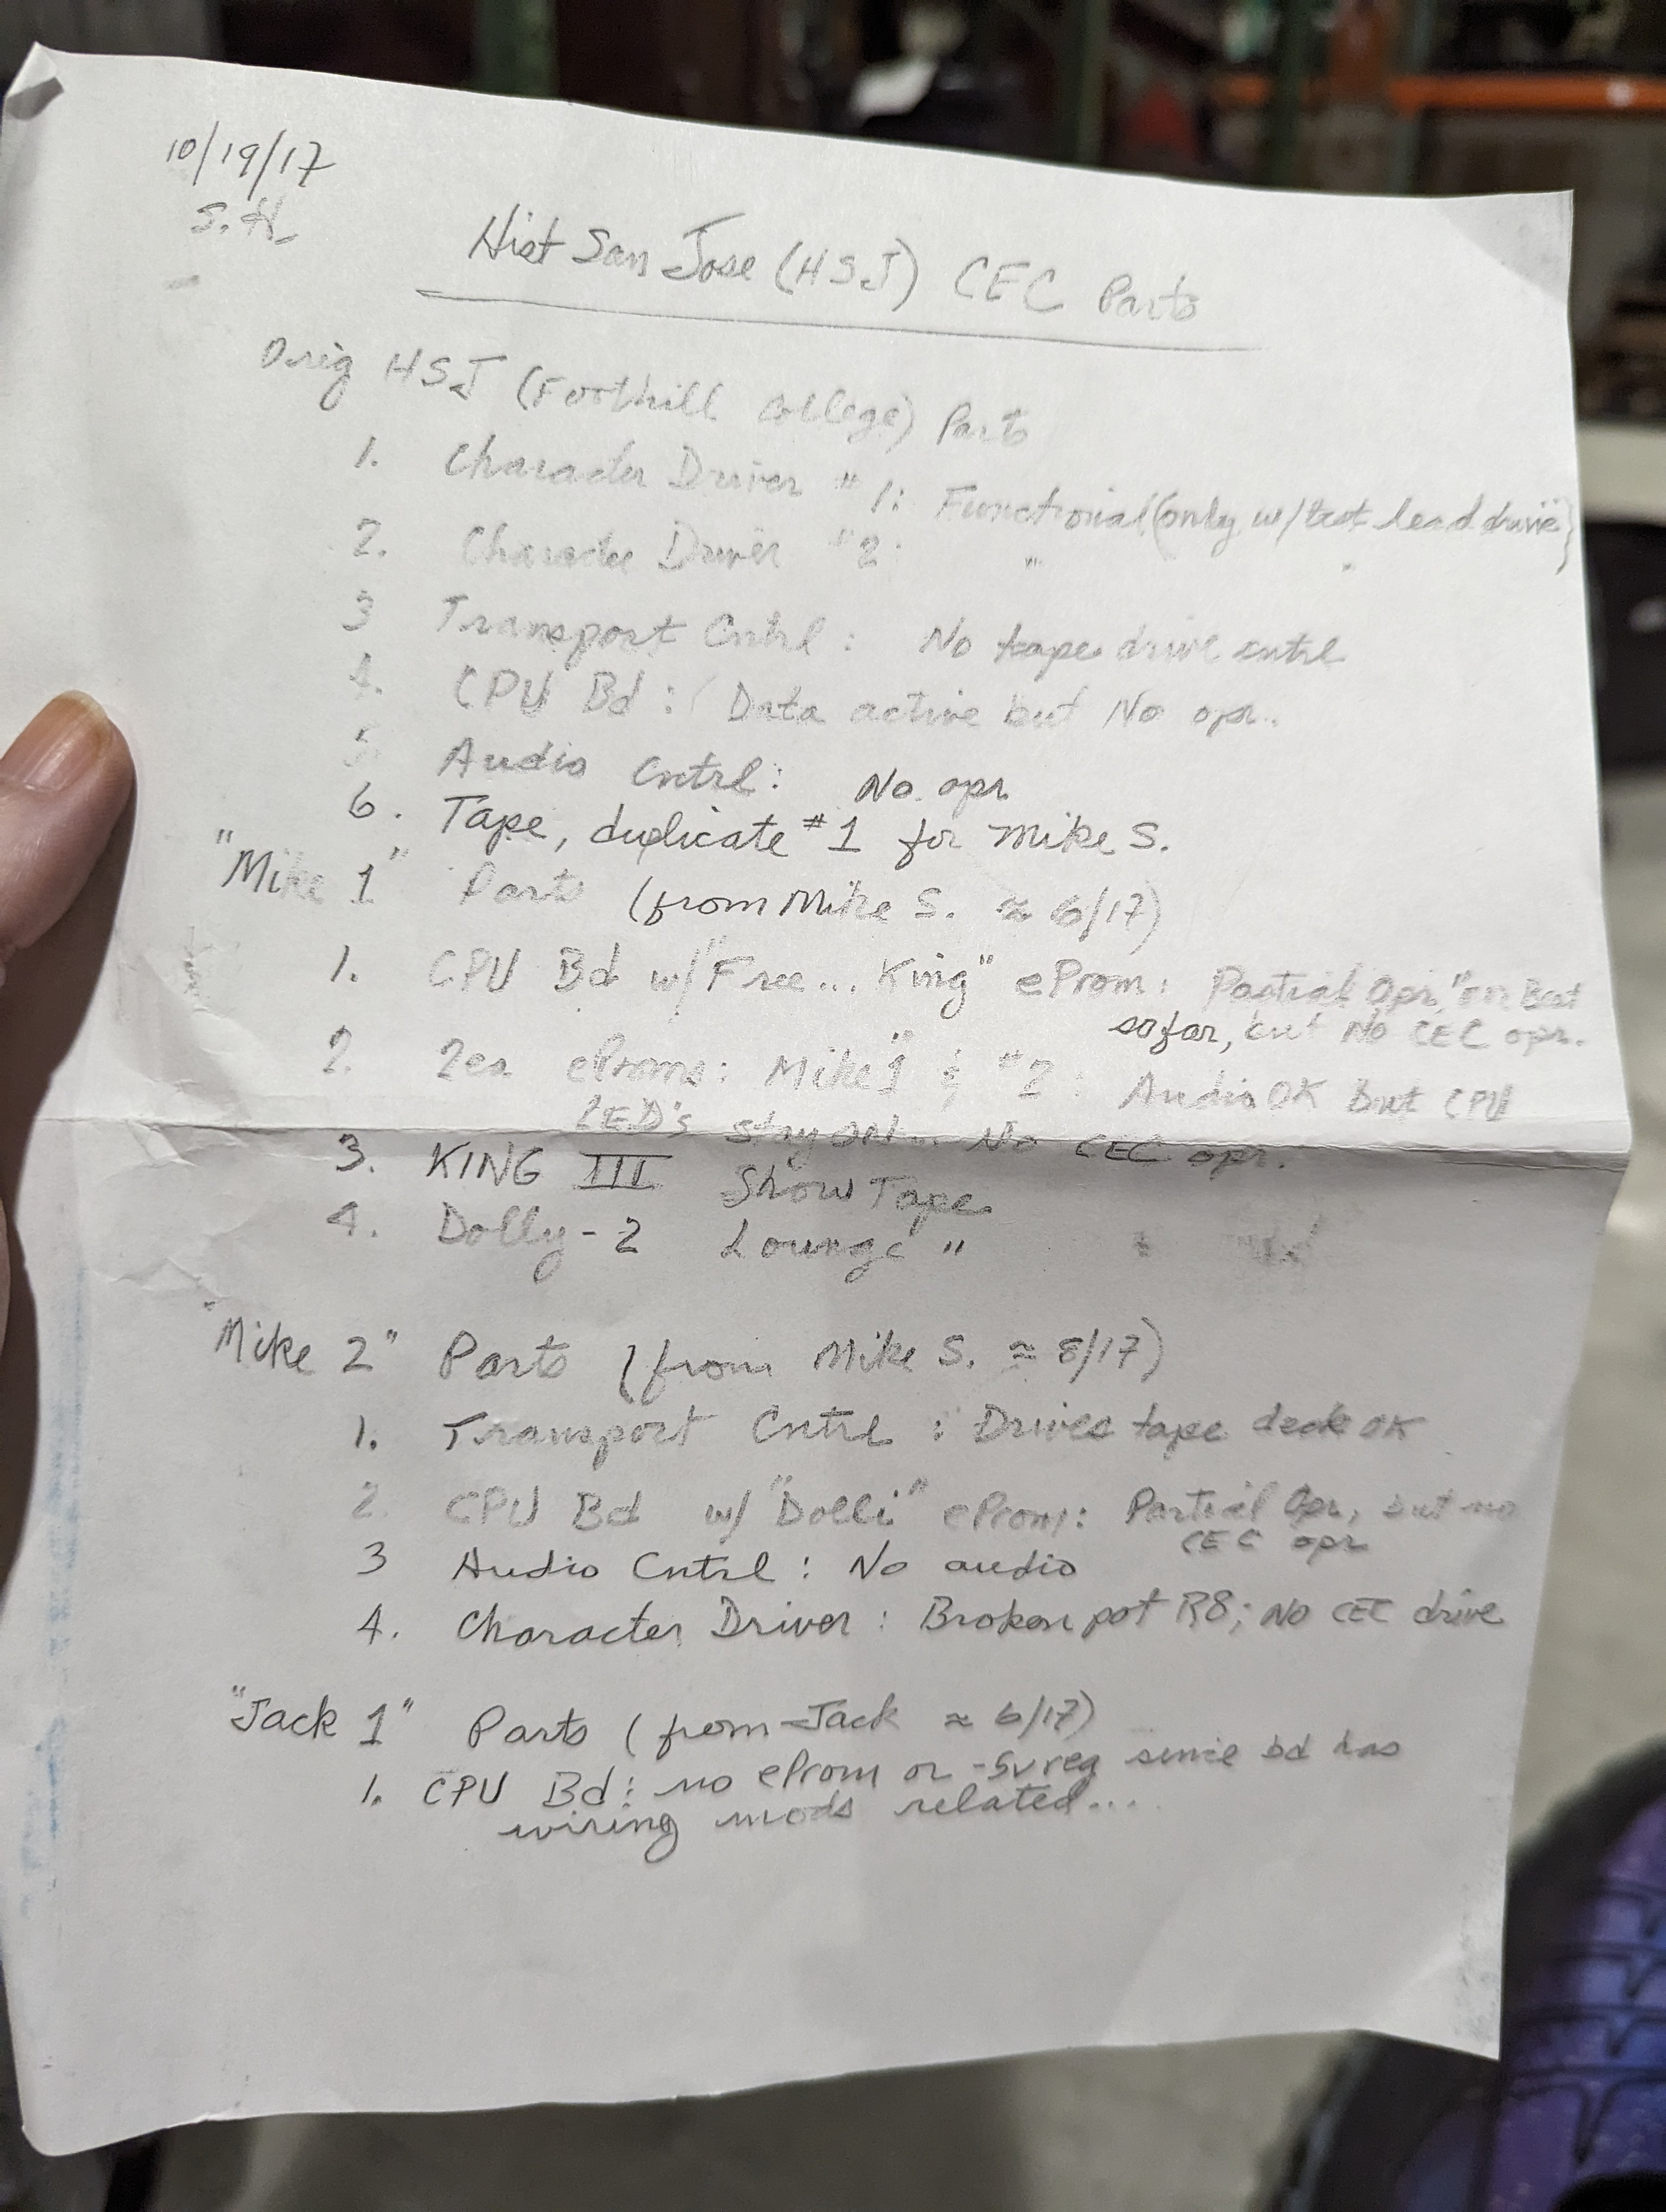 10/19/17
S.H.
Hist San Jose (HSJ) CEC Parts
Orig HSJ (Foothill College) Parts
1. Character Driver #1: Functional (only w/test lead drive)
2. Character Driver #2: " "
3 Transport Cntrl: No tape drive cntrl
4. CPU Bd: Data active but No opr.
5. Audio Cntrl: No opr
6. Tape, duplicate #1 for Mike S.
"Mike 1" Parts (from Mike S. ≈ 6/17)
1. CPU Bd w/"Free... King" eProm: Partial Opr, Best
so far, but No CEC opr.
2. 2ea eProms: Mike 1 & #2: Audio OK but CPU
LED's stay on... No CEC opr.
3. KING III Show Tape
4. Dolly-2 Lounge "
"Mike 2" Parts (from Mike S. ≈ 8/17)
1. Transport Cntrl: Drives tape deck OK
2. CPU Bd w/"Dolli" eProm: Partial Opr, but no
CEC opr
3 Audio Cntrl: No audio
4. Character Driver: Broken pot R8; No CEC drive
"Jack 1" Parts (from Jack ≈ 6/17)
1. CPU Bd: no eProm or -5v reg since bd has
wiring mods related...